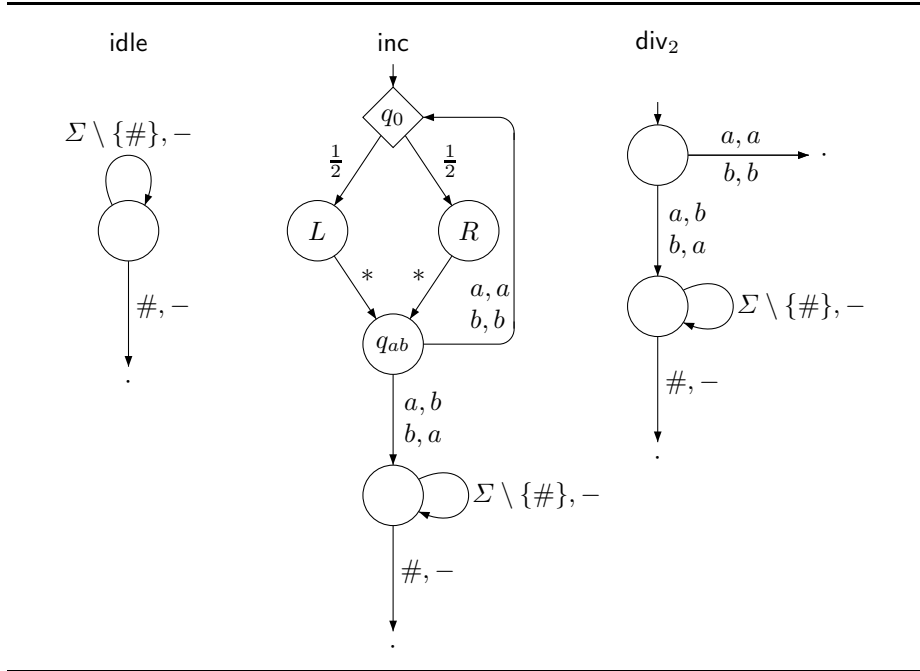 idle
Σ \ {#}, −
#, −
.
inc
q₀
½
½
L
R
*
*
a, a
b, b
q_ab
a, b
b, a
Σ \ {#}, −
#, −
.
div₂
a, a
b, b
.
a, b
b, a
Σ \ {#}, −
#, −
.